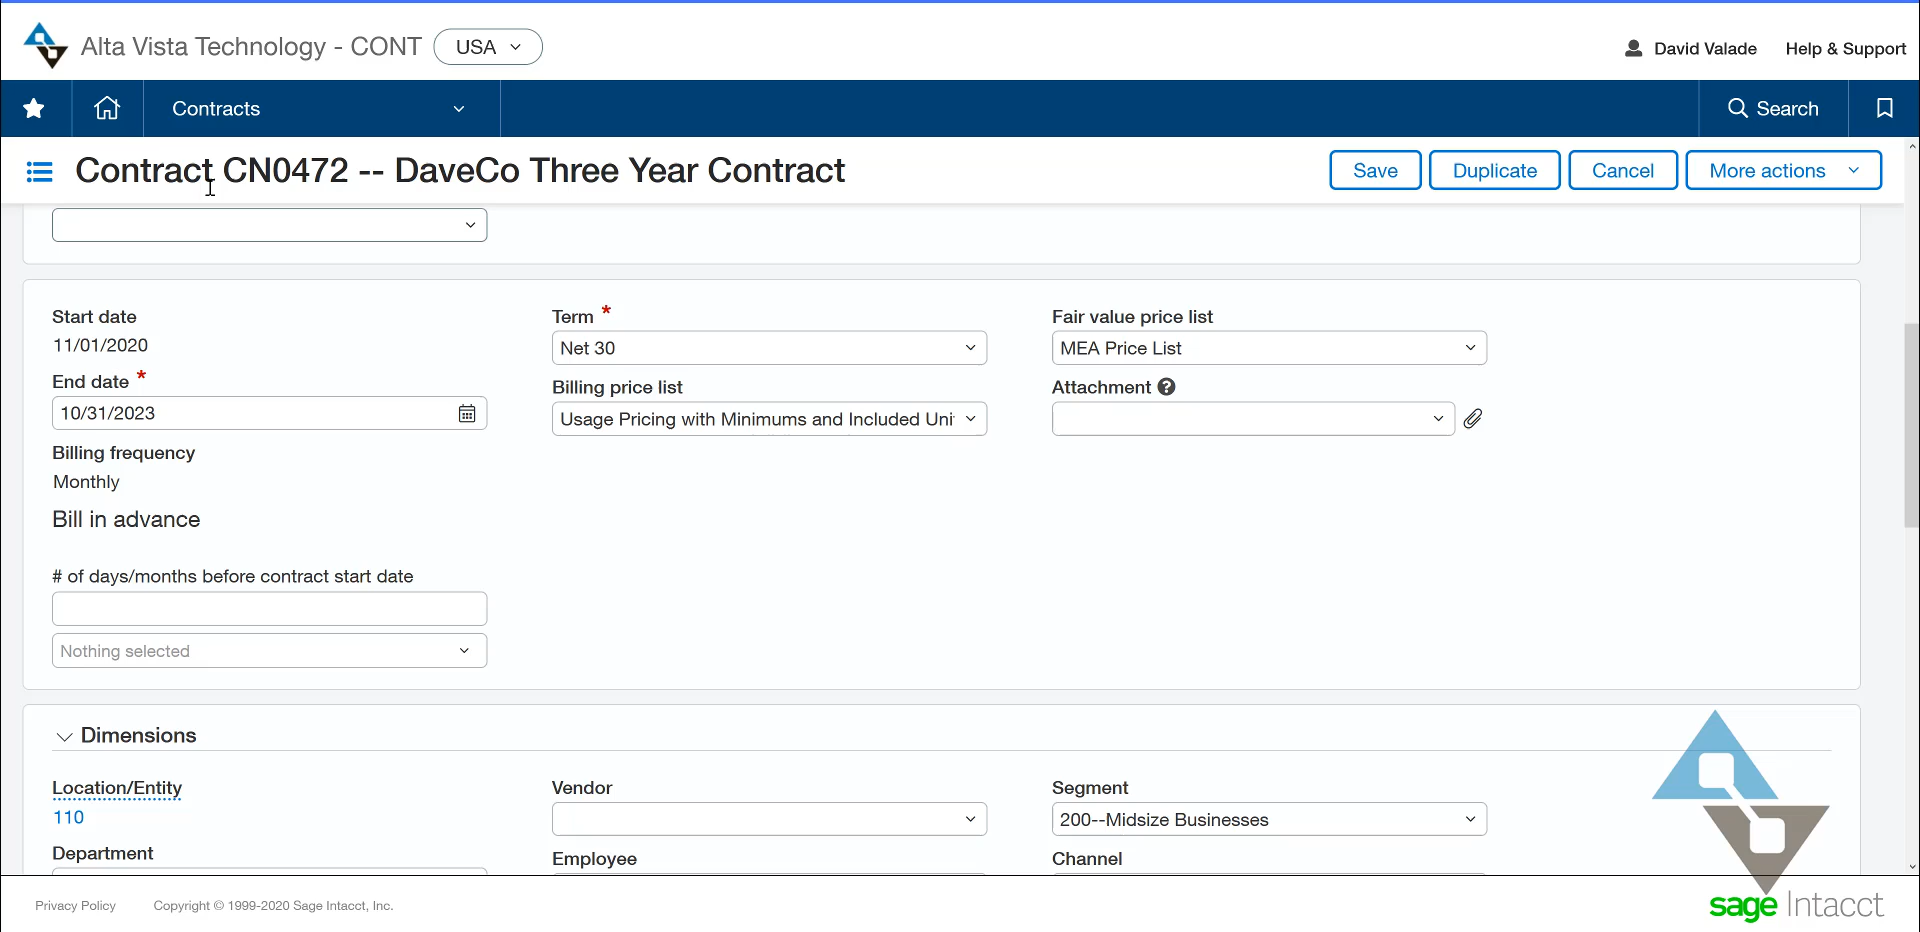 Alta Vista Technology - CONT USA
David Valade Help & Support
Contracts Search
Contract CN0472 -- DaveCo Three Year Contract
Save Duplicate Cancel More actions
Start date Term * Fair value price list
11/01/2020 Net 30 MEA Price List
End date * Billing price list Attachment ?
10/31/2023 Usage Pricing with Minimums and Included Uni
Billing frequency
Monthly
Bill in advance
# of days/months before contract start date
Nothing selected
Dimensions
Location/Entity Vendor Segment
110 200--Midsize Businesses
Department Employee Channel
Privacy Policy Copyright © 1999-2020 Sage Intacct, Inc.
sage Intacct